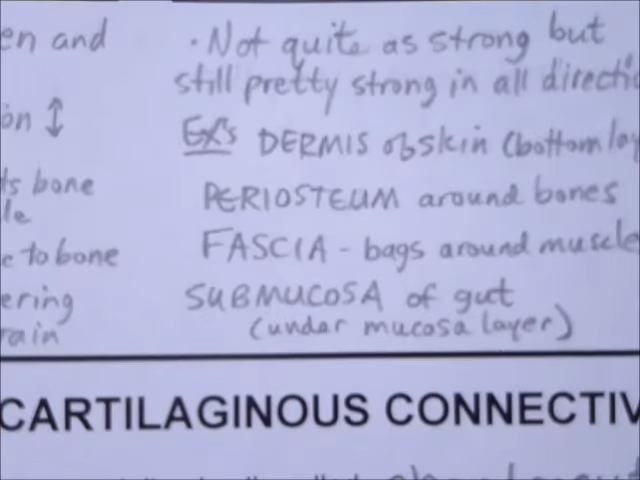 en and
on ↕
ts bone
le
e to bone
ering
rain
· Not quite as strong but
still pretty strong in all directio
Ex's DERMIS of skin (bottom lay
PERIOSTEUM around bones
FASCIA - bags around muscle
SUBMUCOSA of gut
(under mucosa layer)
CARTILAGINOUS CONNECTIV